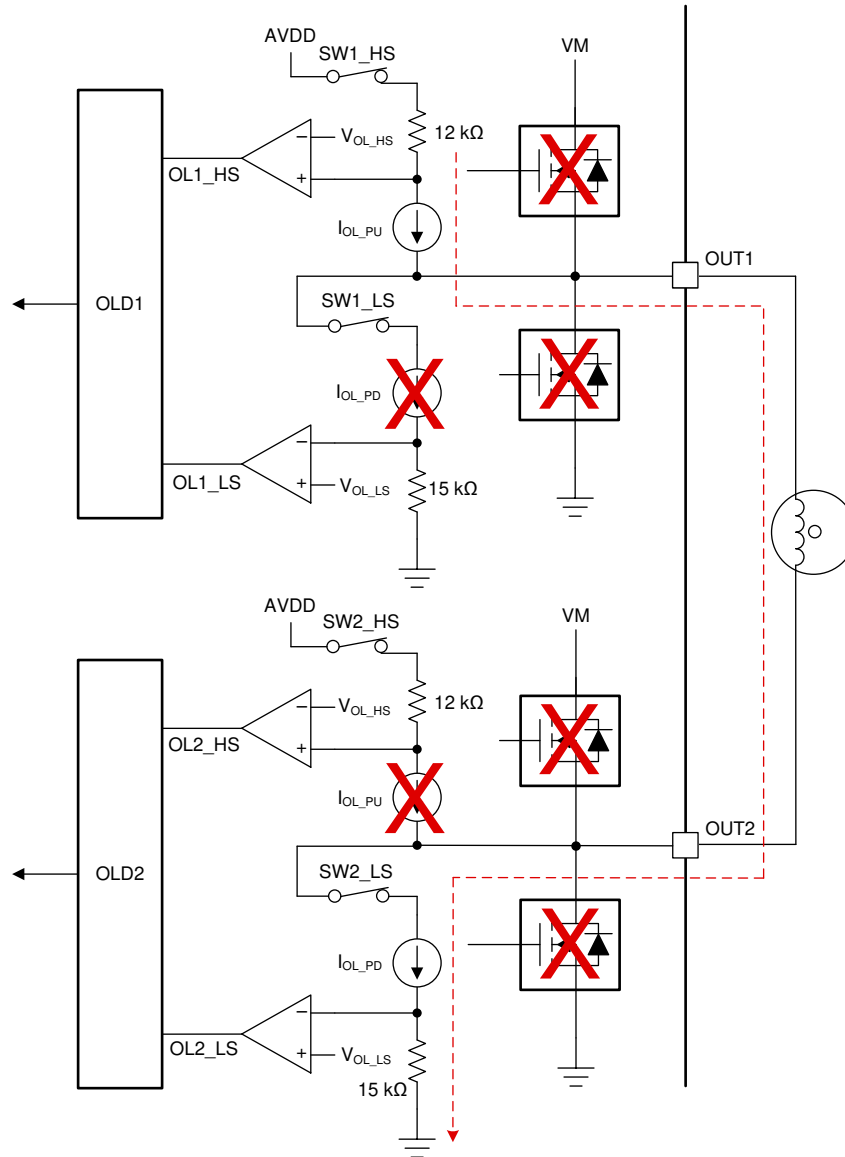 AVDD
SW1_HS
VM
12 kΩ
V_OL_HS
−
+
OL1_HS
I_OL_PU
OUT1
OLD1
SW1_LS
I_OL_PD
−
+
OL1_LS
V_OL_LS
15 kΩ
AVDD
SW2_HS
VM
12 kΩ
V_OL_HS
−
+
OL2_HS
I_OL_PU
OUT2
OLD2
SW2_LS
I_OL_PD
−
+
OL2_LS
V_OL_LS
15 kΩ